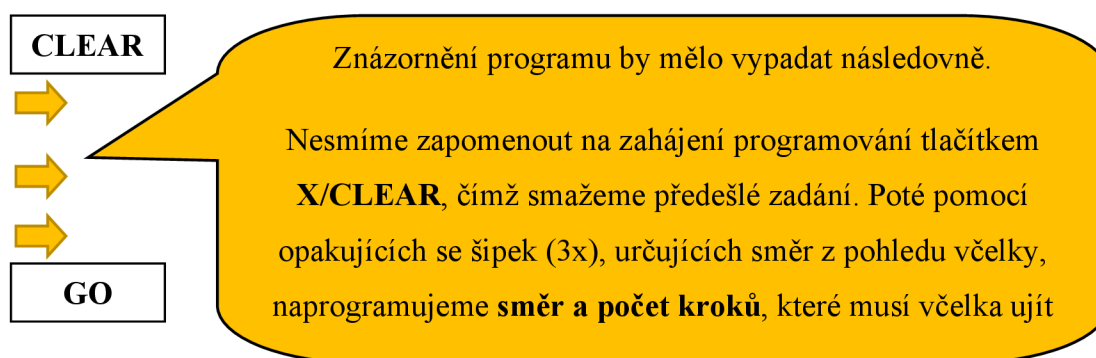 CLEAR
GO
Znázornění programu by mělo vypadat následovně.
Nesmíme zapomenout na zahájení programování tlačítkem
X/CLEAR, čímž smažeme předešlé zadání. Poté pomocí
opakujících se šipek (3x), určujících směr z pohledu včelky,
naprogramujeme směr a počet kroků, které musí včelka ujít